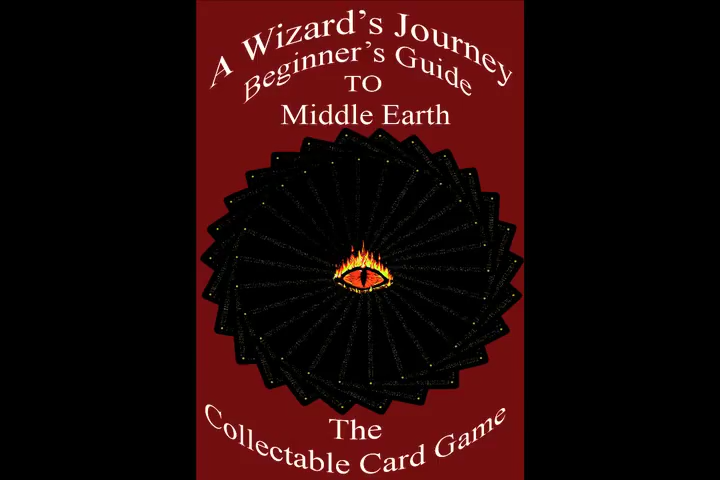 A Wizard's Journey
Beginner's Guide
TO
Middle Earth
The
Collectable Card Game